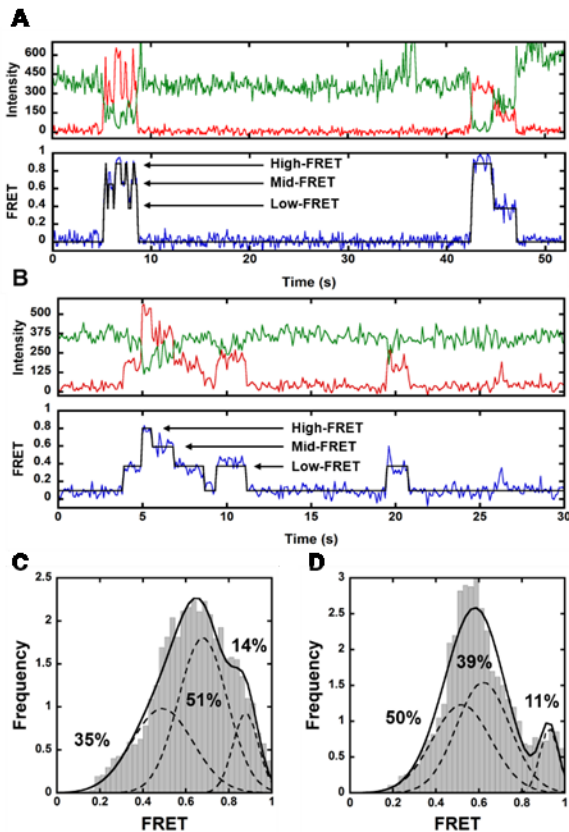 A
600
450
300
150
0
Intensity
1
0.8
0.6
0.4
0.2
0
FRET
High-FRET
Mid-FRET
Low-FRET
0 10 20 30 40 50
Time (s)
B
500
375
250
125
0
Intensity
1
0.8
0.6
0.4
0.2
0
FRET
High-FRET
Mid-FRET
Low-FRET
0 5 10 15 20 25 30
Time (s)
C
2.5
2
1.5
1
0.5
0
Frequency
35%
51%
14%
0 0.2 0.4 0.6 0.8 1
FRET
D
3
2.5
2
1.5
1
0.5
0
Frequency
50%
39%
11%
0 0.2 0.4 0.6 0.8 1
FRET